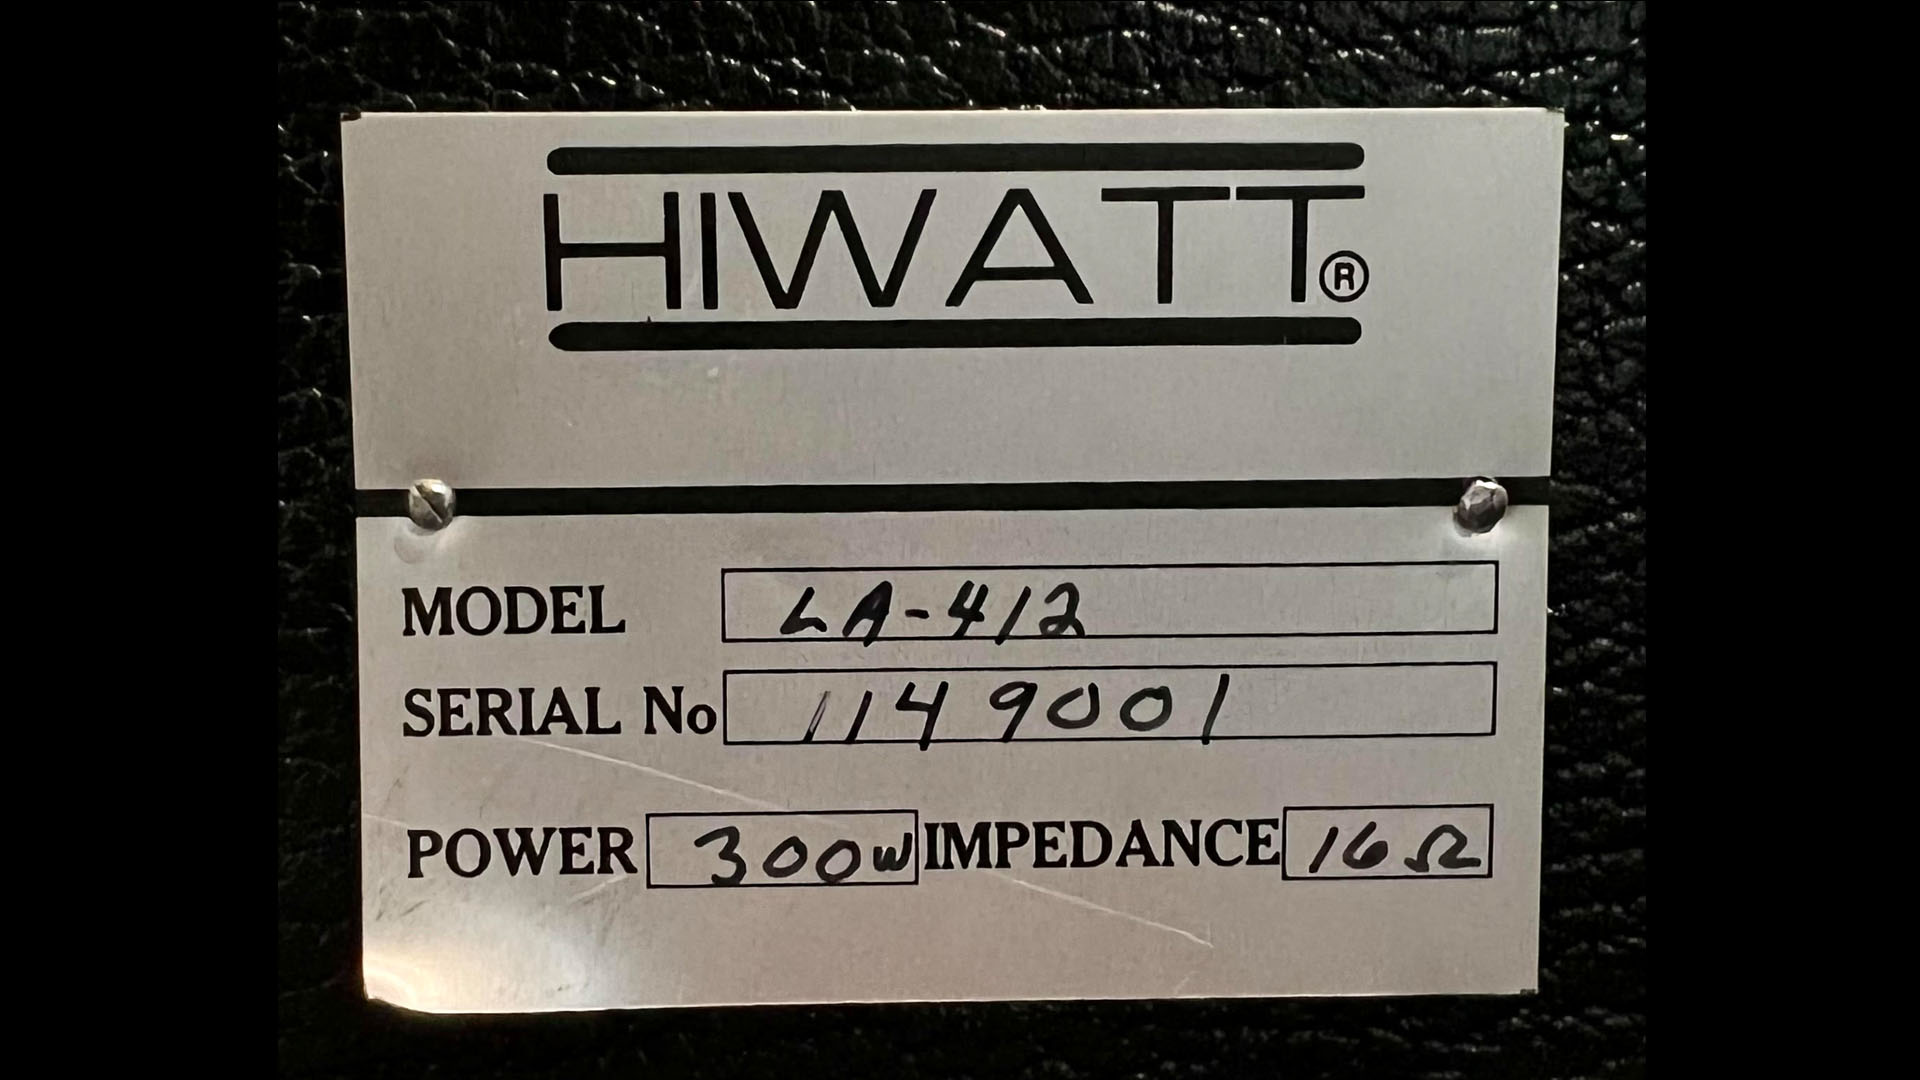 HIWATT®
MODEL LA-412
SERIAL No 1149001
POWER 300W IMPEDANCE 16Ω